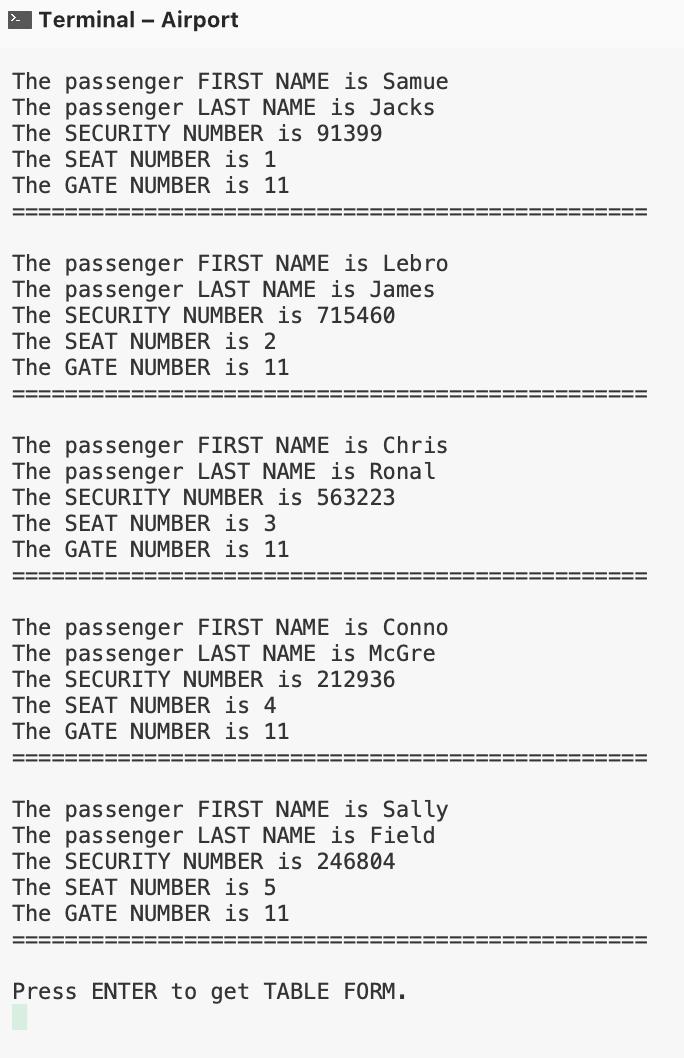 Terminal – Airport
The passenger FIRST NAME is Samue
The passenger LAST NAME is Jacks
The SECURITY NUMBER is 91399
The SEAT NUMBER is 1
The GATE NUMBER is 11
================================================
The passenger FIRST NAME is Lebro
The passenger LAST NAME is James
The SECURITY NUMBER is 715460
The SEAT NUMBER is 2
The GATE NUMBER is 11
================================================
The passenger FIRST NAME is Chris
The passenger LAST NAME is Ronal
The SECURITY NUMBER is 563223
The SEAT NUMBER is 3
The GATE NUMBER is 11
================================================
The passenger FIRST NAME is Conno
The passenger LAST NAME is McGre
The SECURITY NUMBER is 212936
The SEAT NUMBER is 4
The GATE NUMBER is 11
================================================
The passenger FIRST NAME is Sally
The passenger LAST NAME is Field
The SECURITY NUMBER is 246804
The SEAT NUMBER is 5
The GATE NUMBER is 11
================================================
Press ENTER to get TABLE FORM.